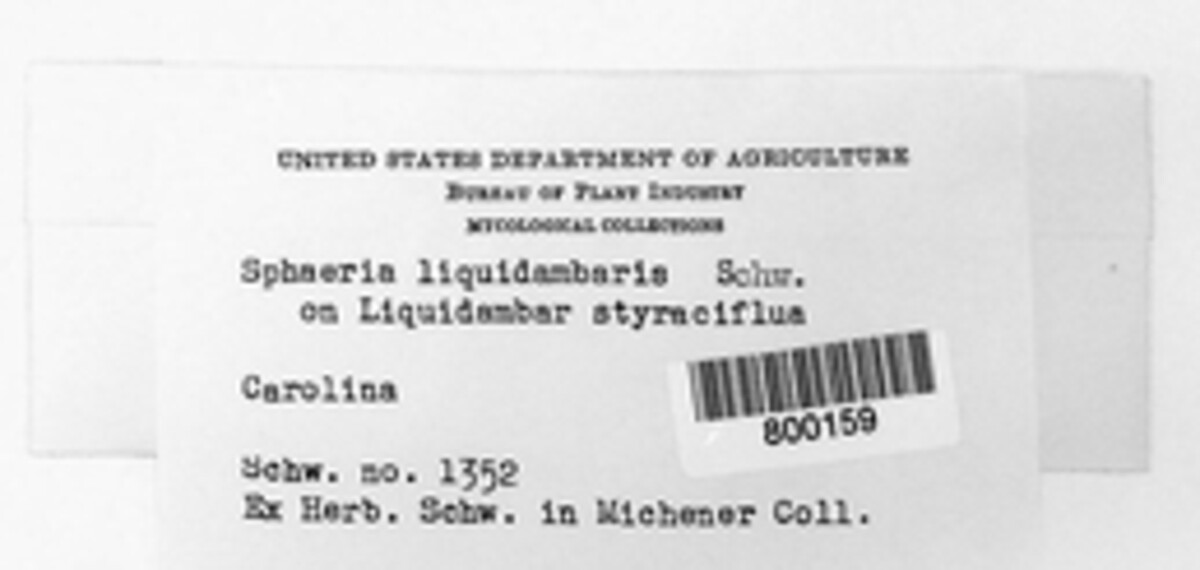 UNITED STATES DEPARTMENT OF AGRICULTURE
BUREAU OF PLANT INDUSTRY
MYCOLOGICAL COLLECTIONS
Sphaeria liquidambaris Schw.
on Liquidambar styraciflua
Carolina
800159
Schw. no. 1352
Ex Herb. Schw. in Michener Coll.